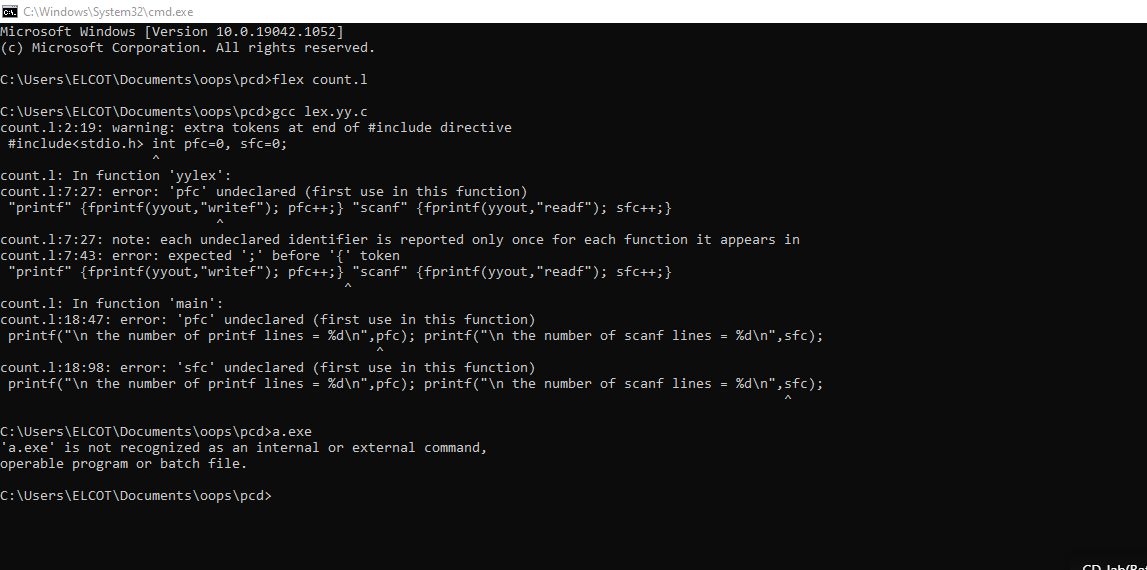 C:\Windows\System32\cmd.exe
Microsoft Windows [Version 10.0.19042.1052]
(c) Microsoft Corporation. All rights reserved.
C:\Users\ELCOT\Documents\oops\pcd>flex count.l
C:\Users\ELCOT\Documents\oops\pcd>gcc lex.yy.c
count.l:2:19: warning: extra tokens at end of #include directive
 #include<stdio.h> int pfc=0, sfc=0;
                   ^
count.l: In function 'yylex':
count.l:7:27: error: 'pfc' undeclared (first use in this function)
 "printf" {fprintf(yyout,"writef"); pfc++;} "scanf" {fprintf(yyout,"readf"); sfc++;}
                           ^
count.l:7:27: note: each undeclared identifier is reported only once for each function it appears in
count.l:7:43: error: expected ';' before '{' token
 "printf" {fprintf(yyout,"writef"); pfc++;} "scanf" {fprintf(yyout,"readf"); sfc++;}
                                           ^
count.l: In function 'main':
count.l:18:47: error: 'pfc' undeclared (first use in this function)
 printf("\n the number of printf lines = %d\n",pfc); printf("\n the number of scanf lines = %d\n",sfc);
                                               ^
count.l:18:98: error: 'sfc' undeclared (first use in this function)
 printf("\n the number of printf lines = %d\n",pfc); printf("\n the number of scanf lines = %d\n",sfc);
                                                                                                  ^
C:\Users\ELCOT\Documents\oops\pcd>a.exe
'a.exe' is not recognized as an internal or external command,
operable program or batch file.
C:\Users\ELCOT\Documents\oops\pcd>